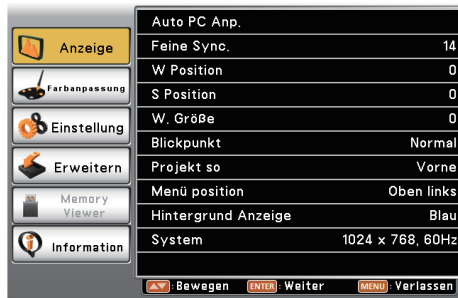 Anzeige
Farbanpassung
Einstellung
Erweitern
Memory
Viewer
Information
Auto PC Anp.
Feine Sync. 14
W Position 0
S Position 0
W. Größe 0
Blickpunkt Normal
Projekt so Vorne
Menü position Oben links
Hintergrund Anzeige Blau
System 1024 x 768, 60Hz
:Bewegen ENTER :Weiter MENU :Verlassen